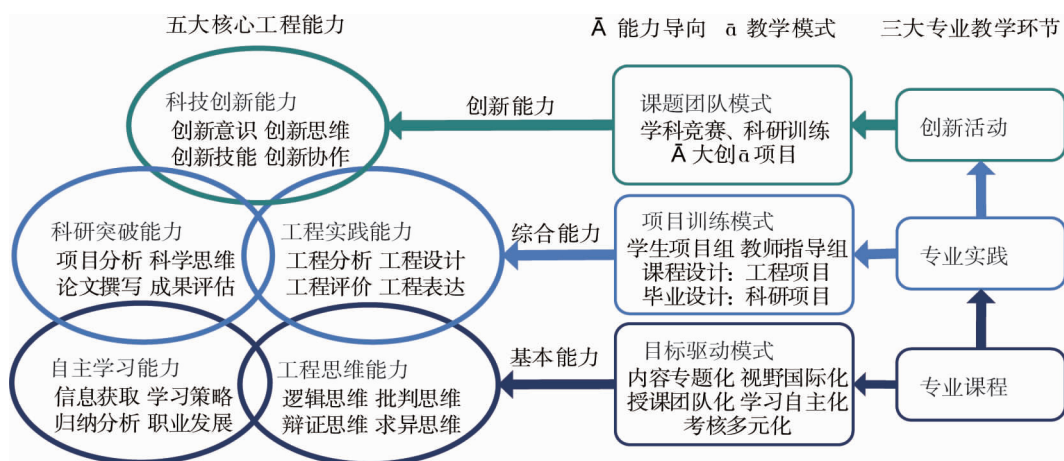 五大核心工程能力
Ā 能力导向 ā 教学模式
三大专业教学环节
科技创新能力
创新意识 创新思维
创新技能 创新协作
创新能力
课题团队模式
学科竞赛、科研训练
Ā 大创ā 项目
创新活动
科研突破能力
项目分析 科学思维
论文撰写 成果评估
工程实践能力
工程分析 工程设计
工程评价 工程表达
综合能力
项目训练模式
学生项目组 教师指导组
课程设计：工程项目
毕业设计：科研项目
专业实践
自主学习能力
信息获取 学习策略
归纳分析 职业发展
工程思维能力
逻辑思维 批判思维
辩证思维 求异思维
基本能力
目标驱动模式
内容专题化 视野国际化
授课团队化 学习自主化
考核多元化
专业课程